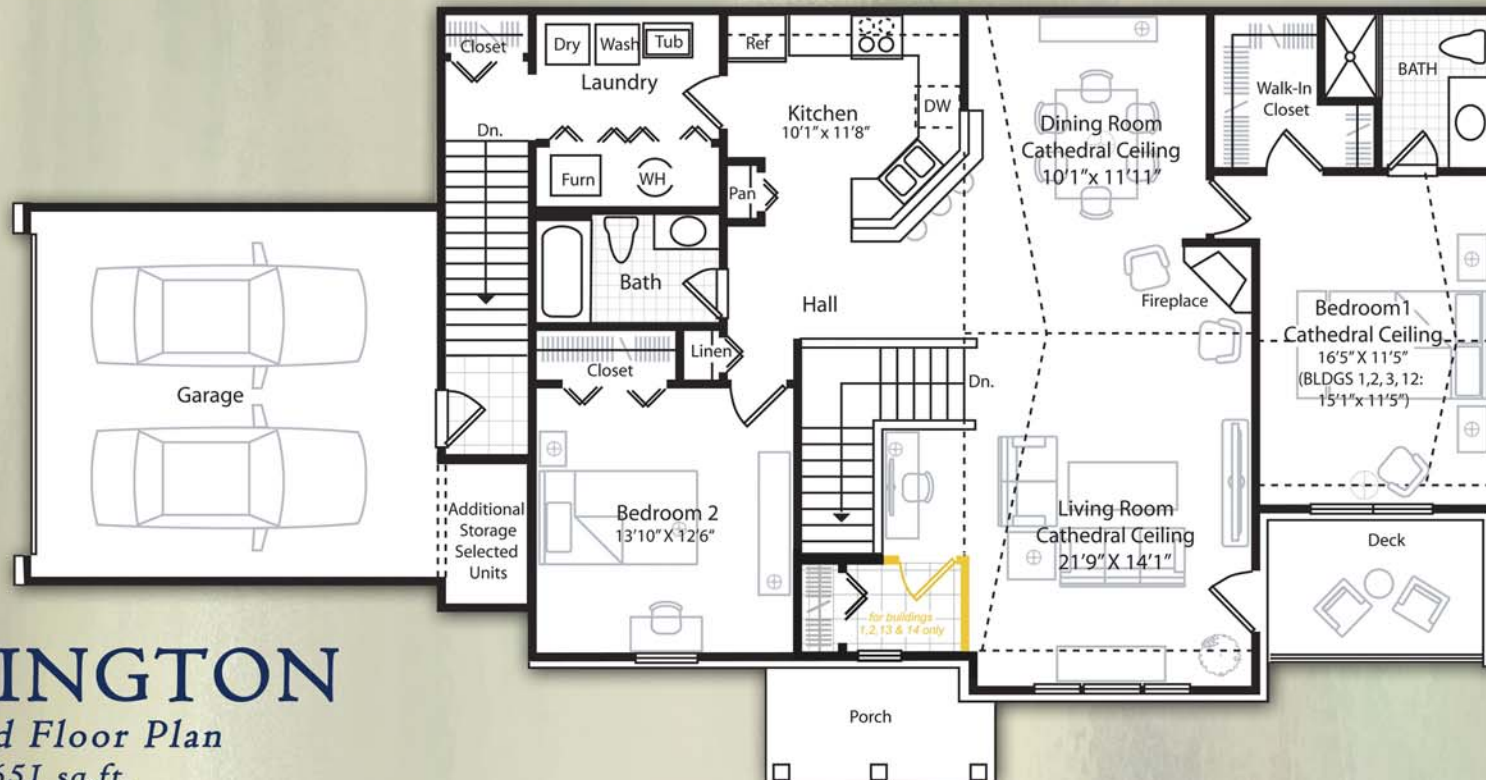 Closet
Dry
Wash
Tub
Laundry
Ref
Kitchen
10'1" x 11'8"
DW
Dining Room
Cathedral Ceiling
10'1" x 11'11"
Walk-In
Closet
BATH
Dn.
Furn
WH
Pan
Bath
Hall
Fireplace
Bedroom1
Cathedral Ceiling
16'5" X 11'5"
(BLDGS 1,2,3,12:
15'1" x 11'5")
Garage
Closet
Linen
Dn.
Additional
Storage
Selected
Units
Bedroom 2
13'10" X 12'6"
Living Room
Cathedral Ceiling
21'9" X 14'1"
Deck
for buildings
1,2,13 & 14 only
Porch
INGTON
d Floor Plan
651 sq ft